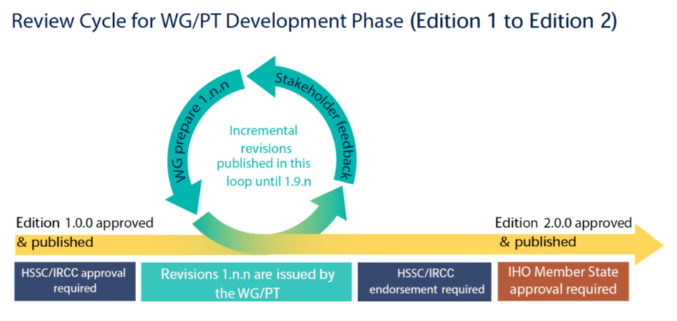 Review Cycle for WG/PT Development Phase (Edition 1 to Edition 2)
WG prepare 1.n.n
Stakeholder feedback
Incremental
revisions
published in this
loop until 1.9.n
Edition 1.0.0 approved
& published
Edition 2.0.0 approved
& published
HSSC/IRCC approval
required
Revisions 1.n.n are issued by
the WG/PT
HSSC/IRCC
endorsement required
IHO Member State
approval required